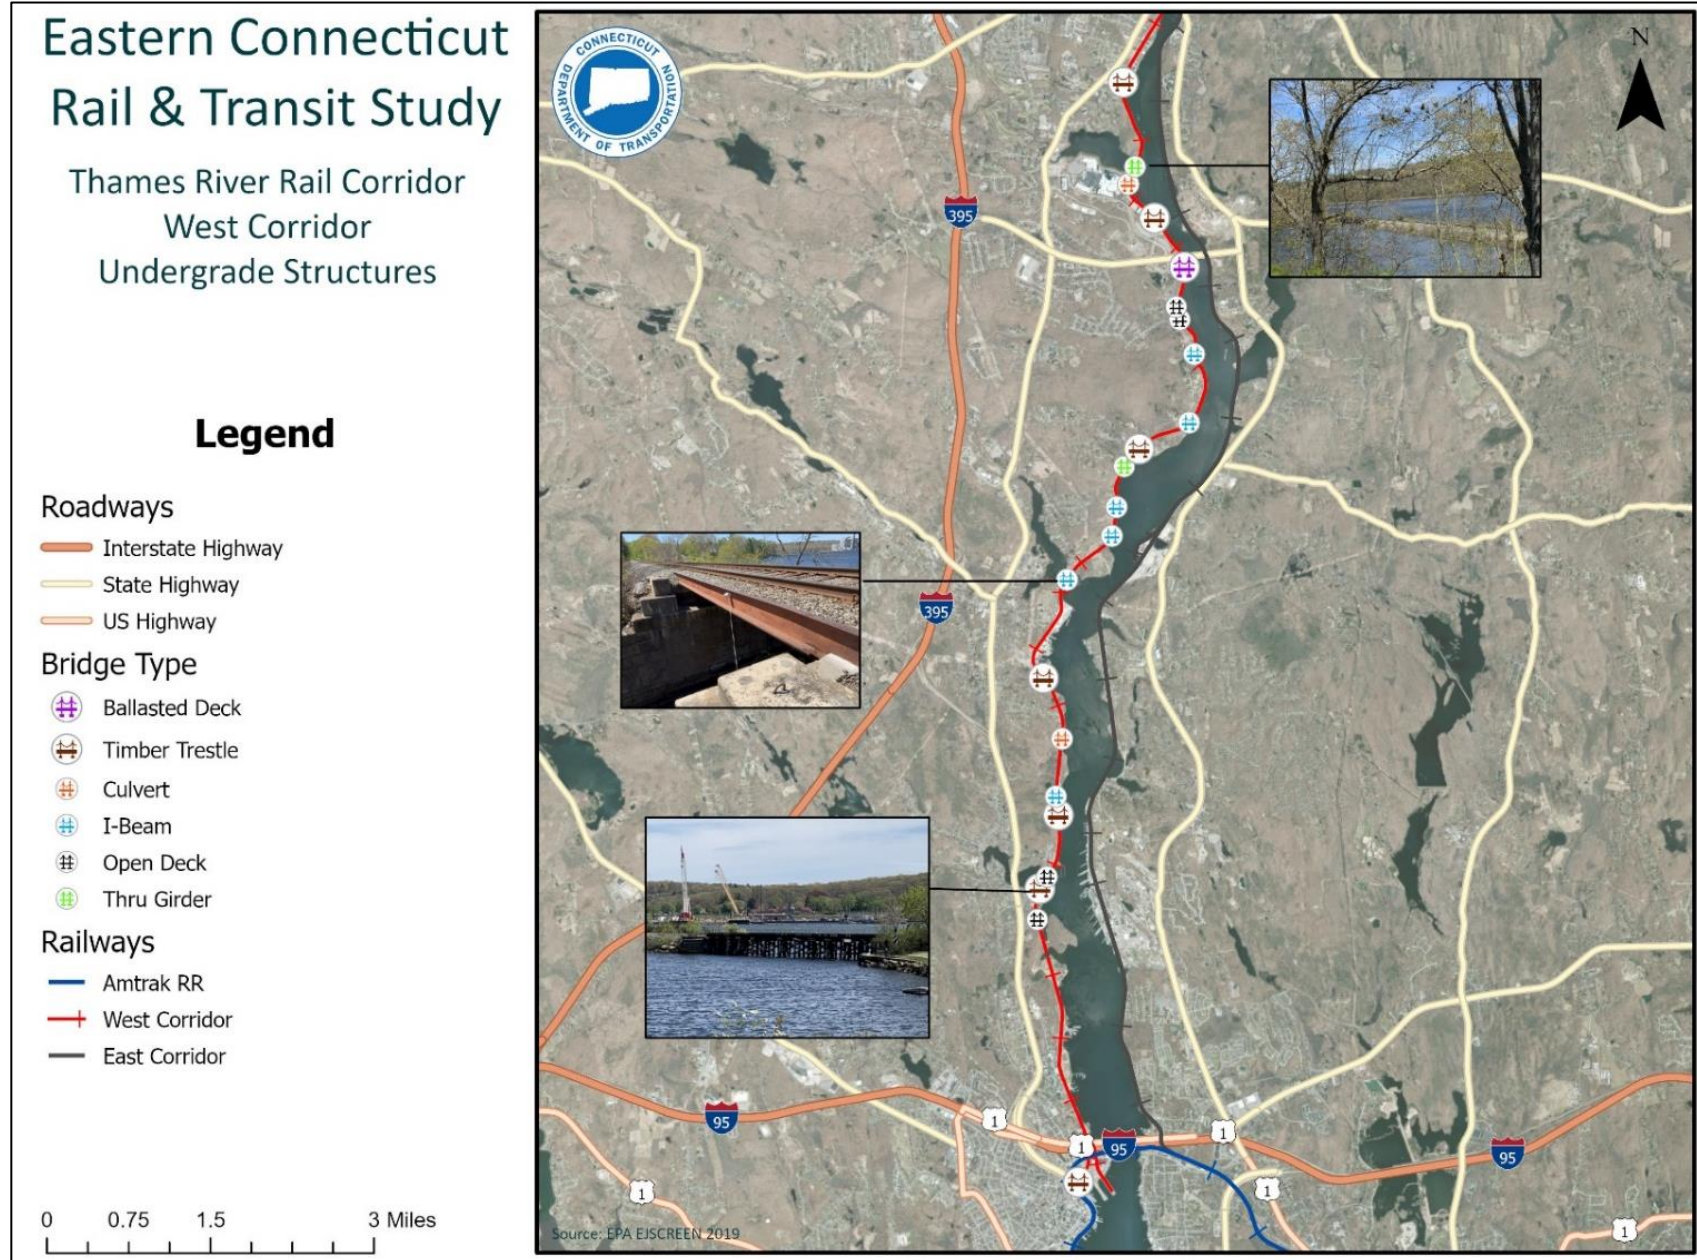 Eastern Connecticut
Rail & Transit Study
Thames River Rail Corridor
West Corridor
Undergrade Structures
Legend
Roadways
Interstate Highway
State Highway
US Highway
Bridge Type
Ballasted Deck
Timber Trestle
Culvert
I-Beam
Open Deck
Thru Girder
Railways
Amtrak RR
West Corridor
East Corridor
0 0.75 1.5 3 Miles
CONNECTICUT
DEPARTMENT OF TRANSPORTATION
N
395
395
95
1
1
95
1
95
1
1
1
Source: EPA EJSCREEN 2019